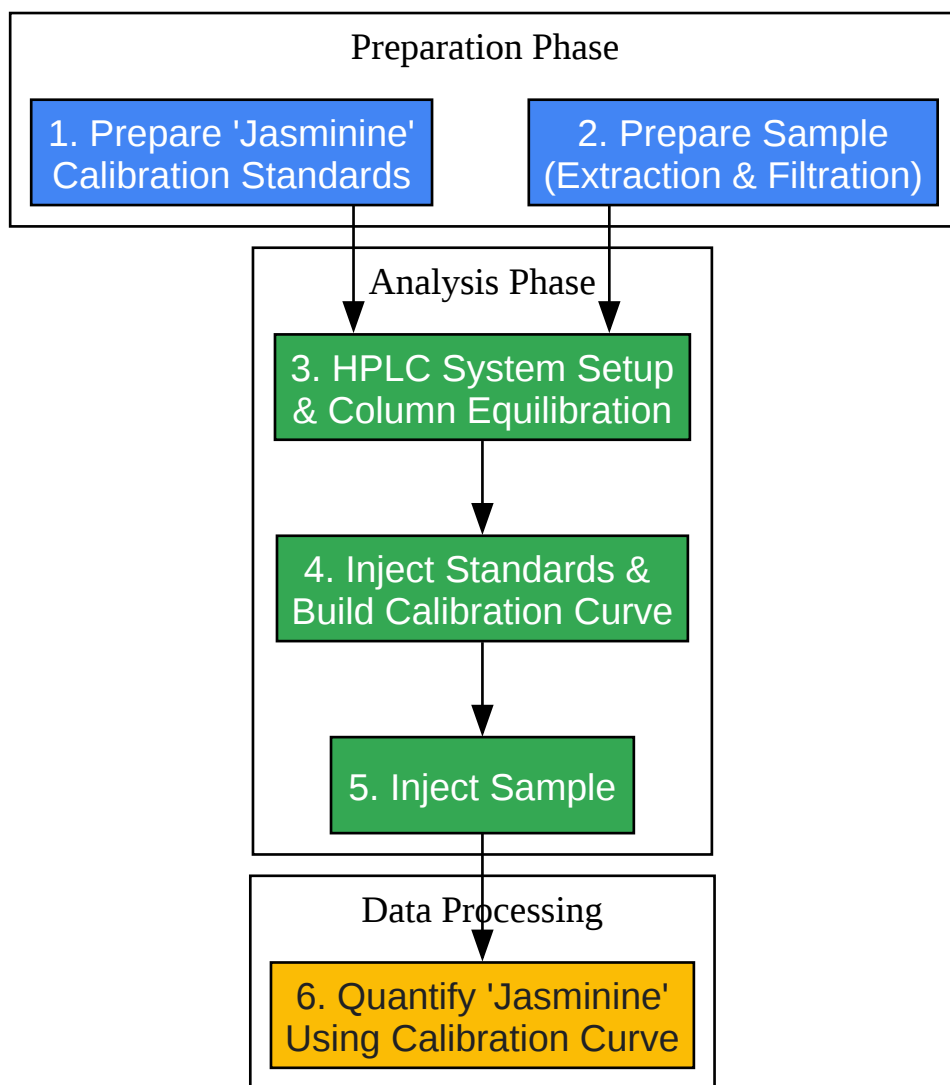 Preparation Phase
1. Prepare 'Jasminine'
Calibration Standards
2. Prepare Sample
(Extraction & Filtration)
Analysis Phase
3. HPLC System Setup
& Column Equilibration
4. Inject Standards &
Build Calibration Curve
5. Inject Sample
Data Processing
6. Quantify 'Jasminine'
Using Calibration Curve